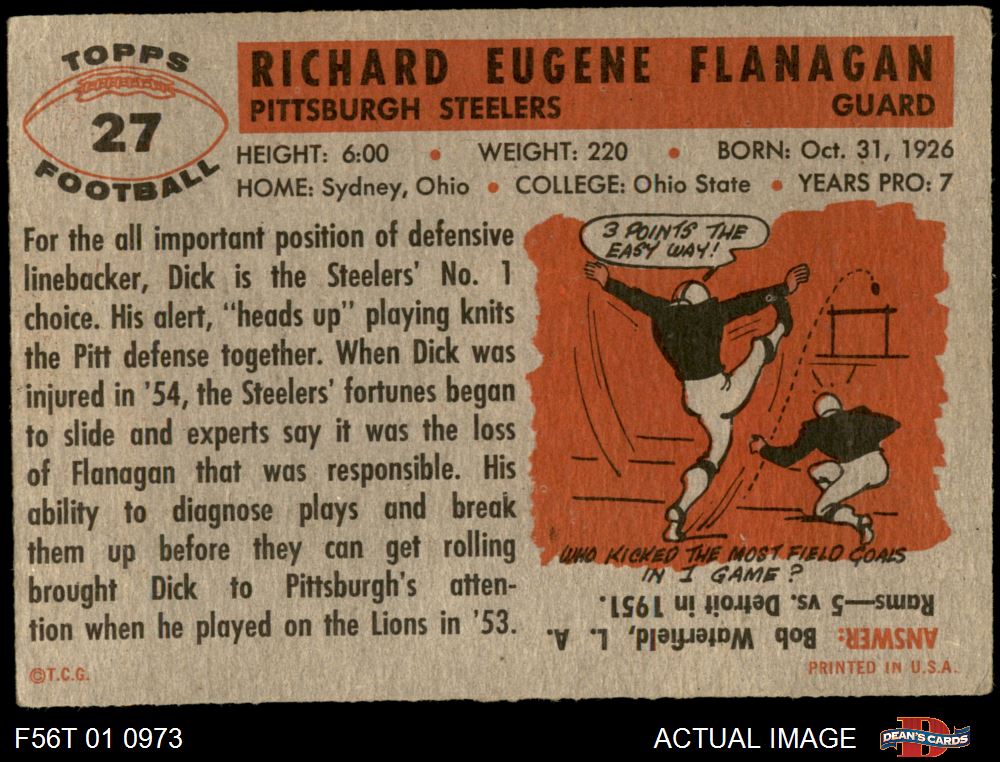 TOPPS
27
FOOTBALL
RICHARD EUGENE FLANAGAN
PITTSBURGH STEELERS GUARD
HEIGHT: 6:00 • WEIGHT: 220 • BORN: Oct. 31, 1926
HOME: Sydney, Ohio • COLLEGE: Ohio State • YEARS PRO: 7
For the all important position of defensive
linebacker, Dick is the Steelers' No. 1
choice. His alert, "heads up" playing knits
the Pitt defense together. When Dick was
injured in '54, the Steelers' fortunes began
to slide and experts say it was the loss
of Flanagan that was responsible. His
ability to diagnose plays and break
them up before they can get rolling
brought Dick to Pittsburgh's atten-
tion when he played on the Lions in '53.
©T.C.G.
3 POINTS THE
EASY WAY!
WHO KICKED THE MOST FIELD GOALS
IN 1 GAME?
ANSWER: Bob Waterfield, L. A.
Rams—5 vs. Detroit in 1951.
PRINTED IN U.S.A.
F56T 01 0973
ACTUAL IMAGE
D
DEAN'S CARDS